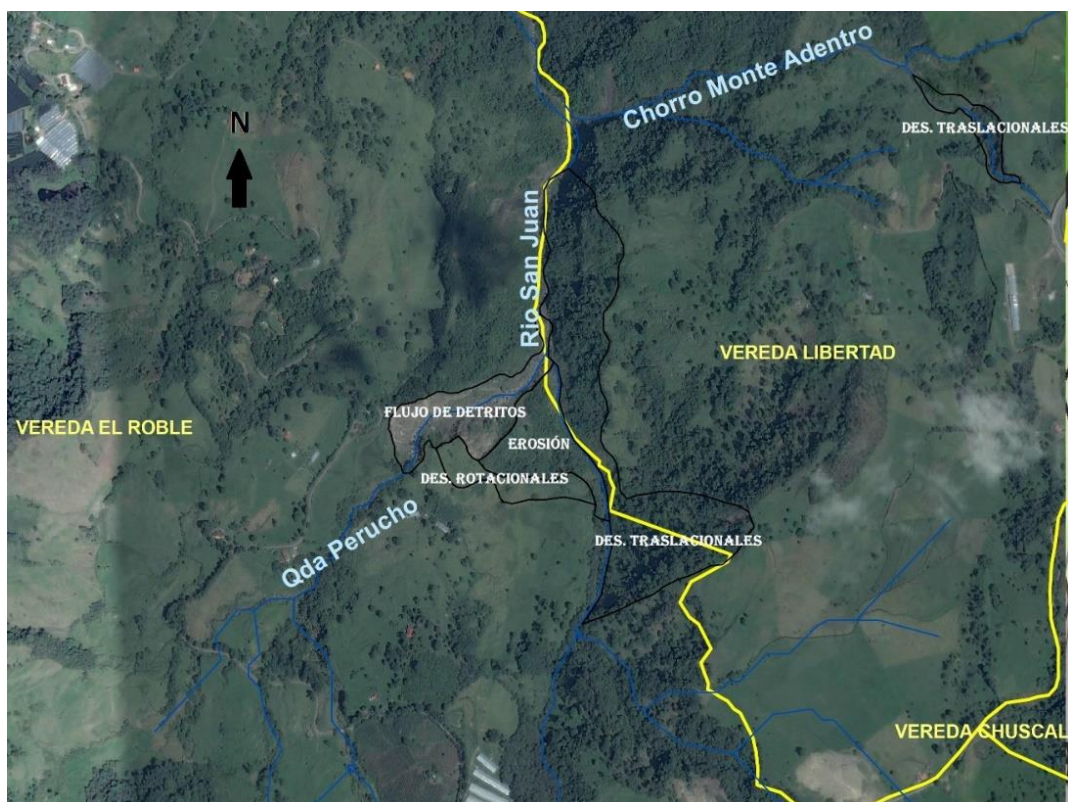 Chorro Monte Adentro
N
DES. TRASLACIONALES
Rio San Juan
VEREDA LIBERTAD
FLUJO DE DETRITOS
VEREDA EL ROBLE
EROSIÓN
DES. ROTACIONALES
Qda Perucho
DES. TRASLACIONALES
VEREDA CHUSCAL